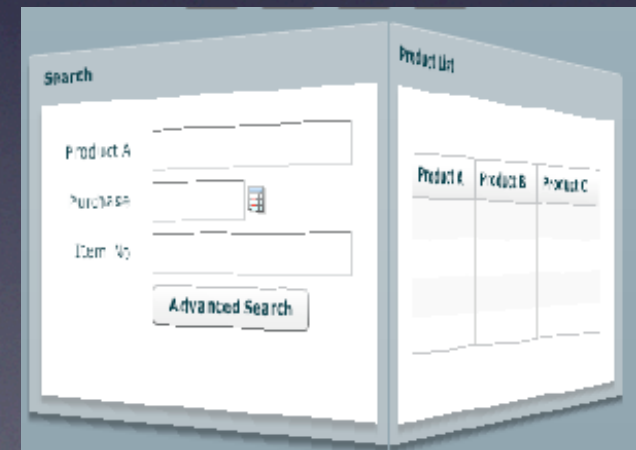 Search
Product A
Purchase
Item No
Advanced Search
Product List
Product A Product B Product C